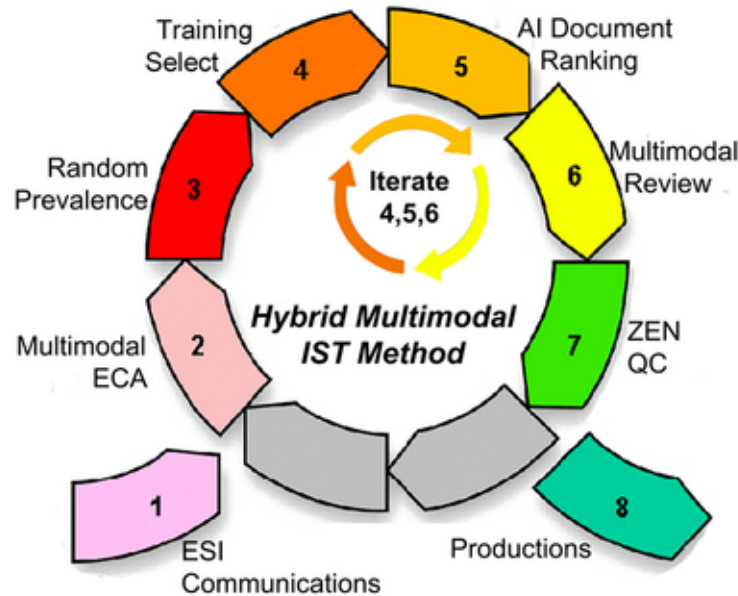 Training
Select
4
5
AI Document
Ranking
Random
Prevalence
3
Iterate
4,5,6
6
Multimodal
Review
Hybrid Multimodal
IST Method
Multimodal
ECA
2
7
ZEN
QC
1
ESI
Communications
Productions
8